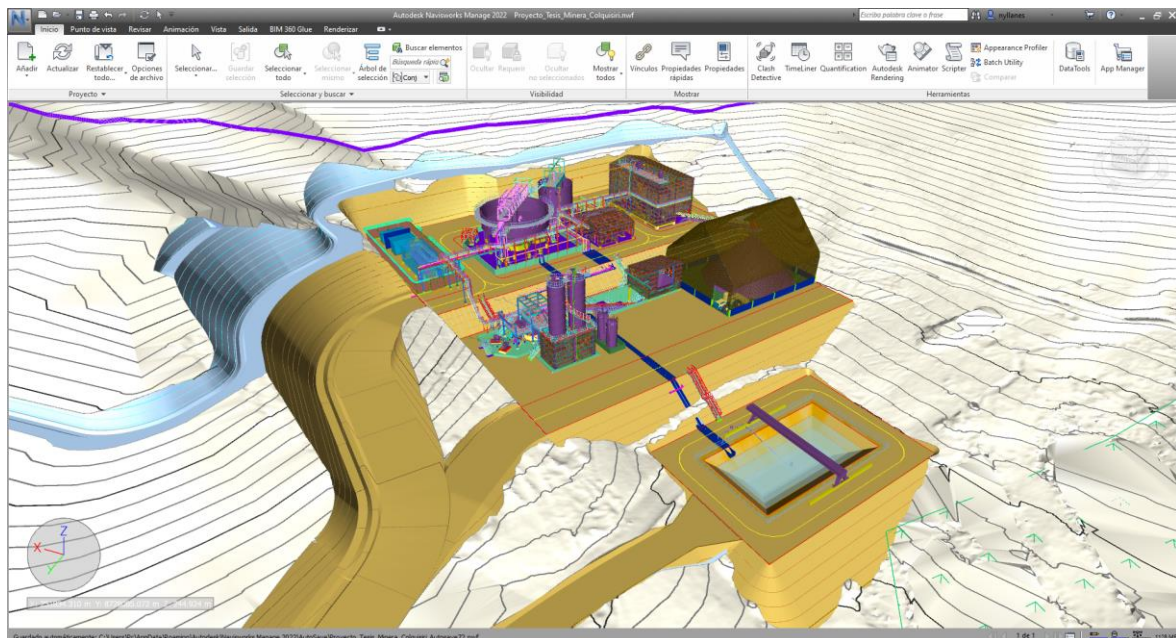 Autodesk Navisworks Manage 2022 Proyecto_Tesis_Minera_Colquisiri.nwf
Escriba palabra clave o frase
nyllanes
Inicio Punto de vista Revisar Animación Vista Salida BIM 360 Glue Renderizar
Añadir Actualizar Restablecer todo... Opciones de archivo
Seleccionar... Guardar selección Seleccionar todo Seleccionar mismo Árbol de selección
Buscar elementos
Búsqueda rápid
Conj
Ocultar Requerir Ocultar no seleccionados Mostrar todos
Vínculos Propiedades rápidas Propiedades
Clash Detective TimeLiner Quantification Autodesk Rendering Animator Scripter
Appearance Profiler
Batch Utility
Comparar
DataTools App Manager
Proyecto Seleccionar y buscar Visibilidad Mostrar Herramientas
Z
X
Y
1 de 1